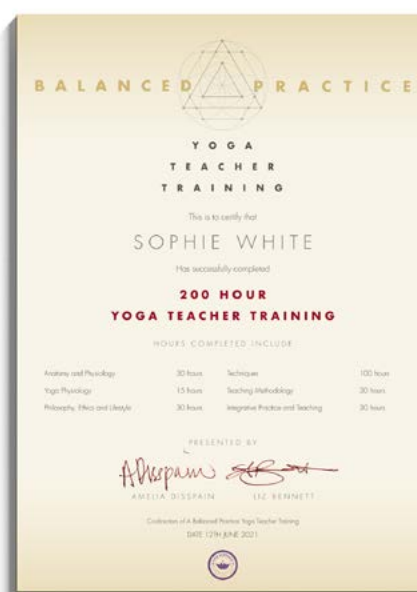 BALANCED PRACTICE
YOGA
TEACHER
TRAINING
This is to certify that
SOPHIE WHITE
Has successfully completed
200 HOUR
YOGA TEACHER TRAINING
HOURS COMPLETED INCLUDE
Anatomy and Physiology 30 hours Techniques 100 hours
Yoga Physiology 15 hours Teaching Methodology 20 hours
Philosophy, Ethics and Lifestyle 30 hours Integrative Practice and Teaching 30 hours
PRESENTED BY
ADisspain
AMELIA DISSPAIN LIZ BENNETT
Contractors of A Balanced Practice Yoga Teacher Training
DATE 12TH JUNE 2021